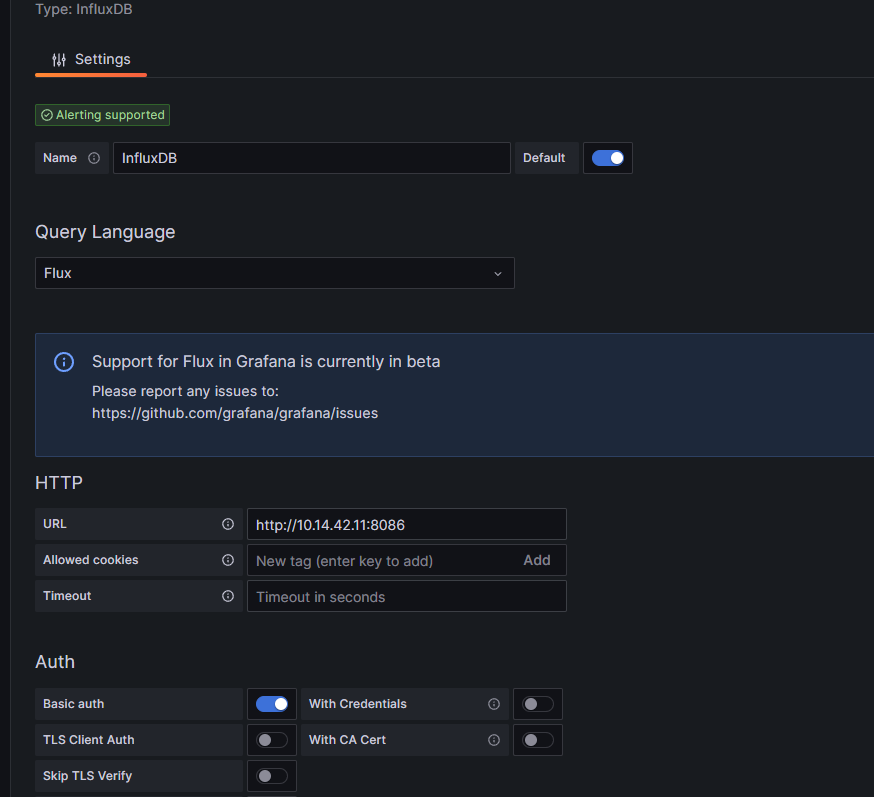 Type: InfluxDB
Settings
Alerting supported
Name InfluxDB Default
Query Language
Flux
Support for Flux in Grafana is currently in beta
Please report any issues to:
https://github.com/grafana/grafana/issues
HTTP
URL http://10.14.42.11:8086
Allowed cookies New tag (enter key to add) Add
Timeout Timeout in seconds
Auth
Basic auth With Credentials
TLS Client Auth With CA Cert
Skip TLS Verify